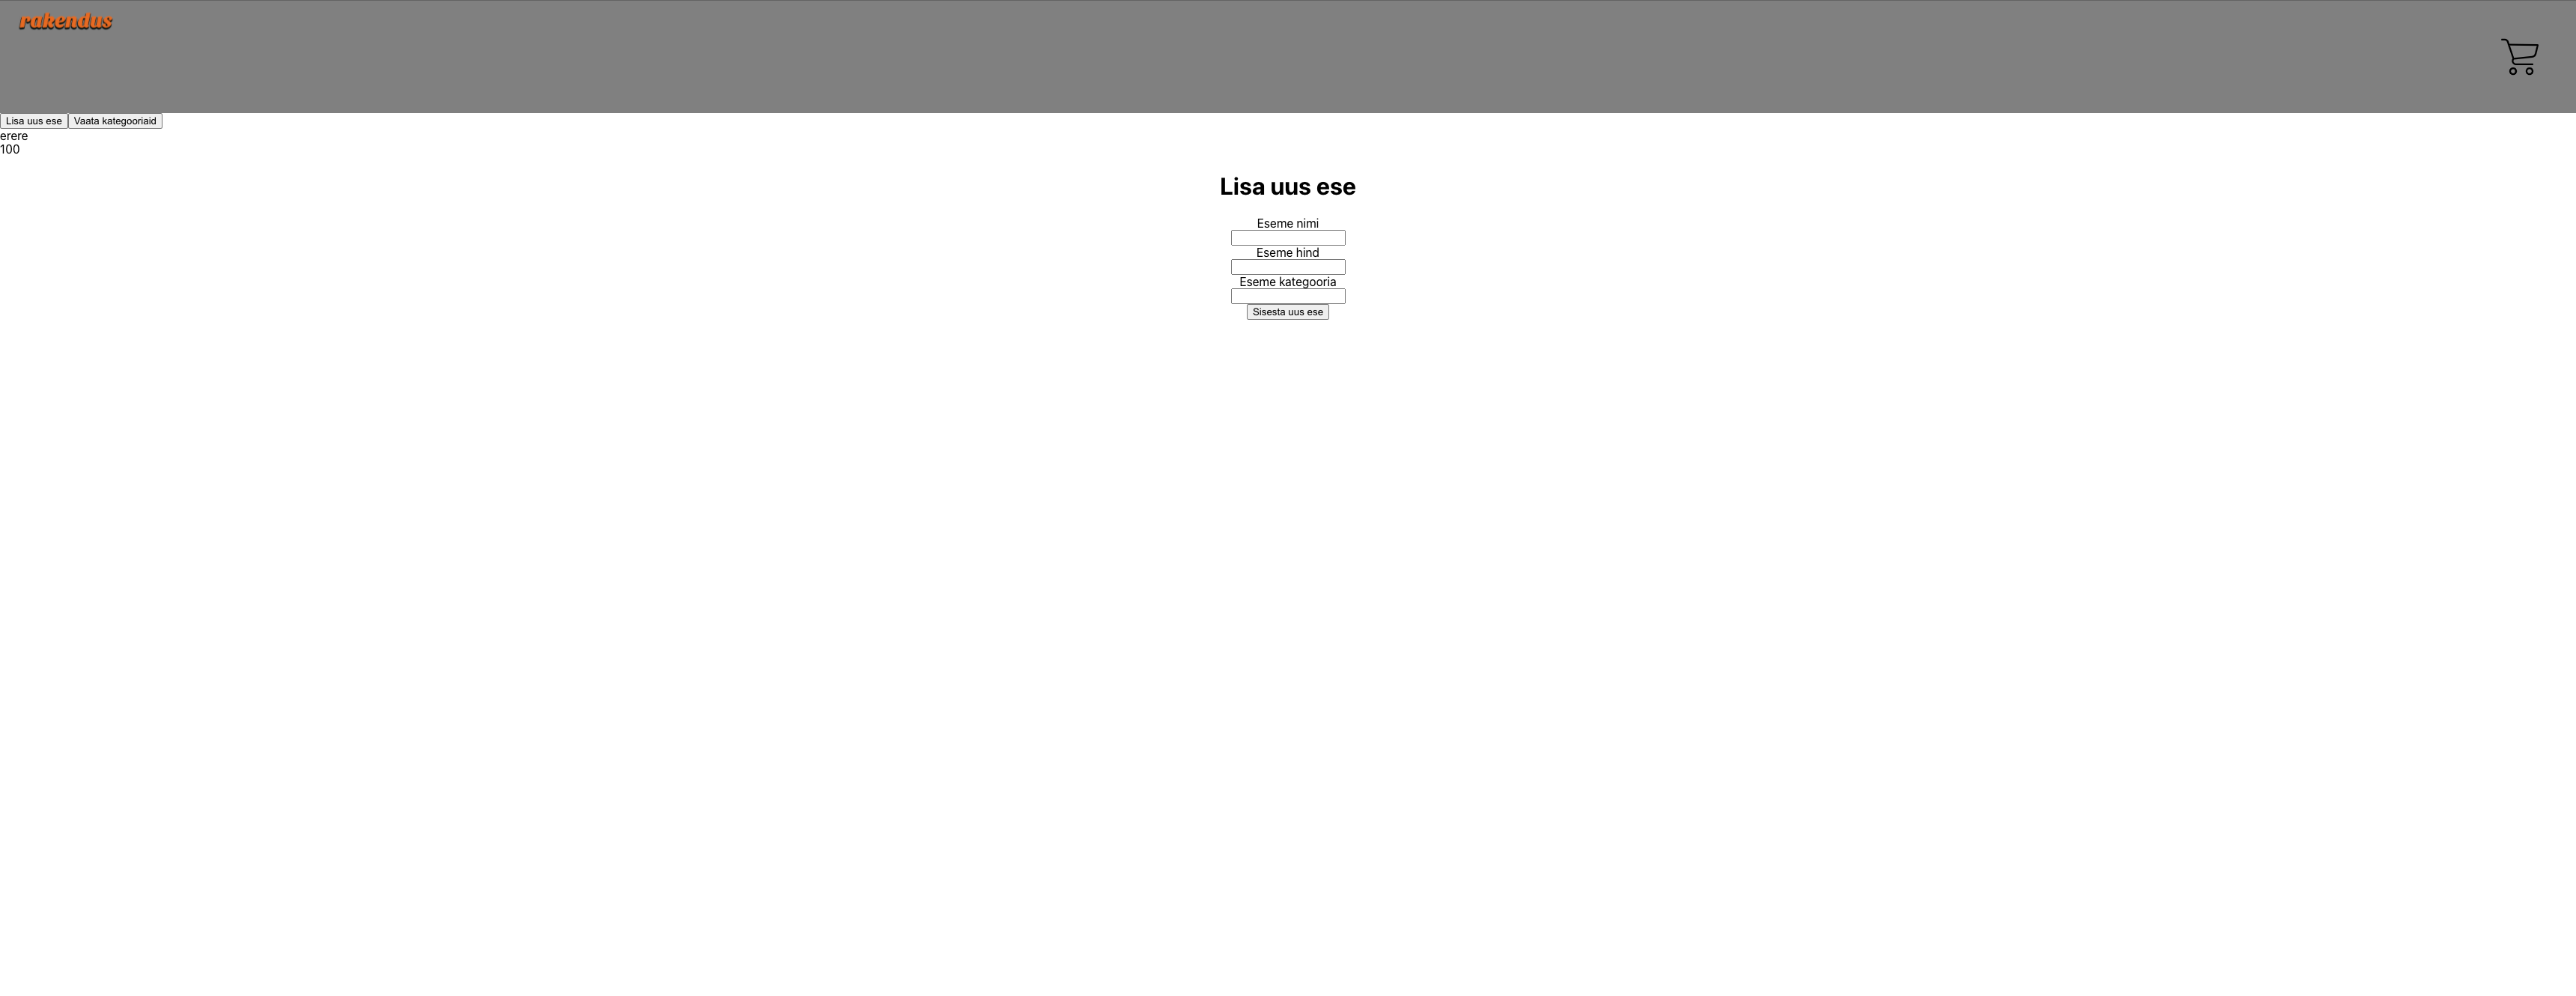 rakendus
Lisa uus ese Vaata kategooriaid
erere
100
Lisa uus ese
Eseme nimi
Eseme hind
Eseme kategooria
Sisesta uus ese